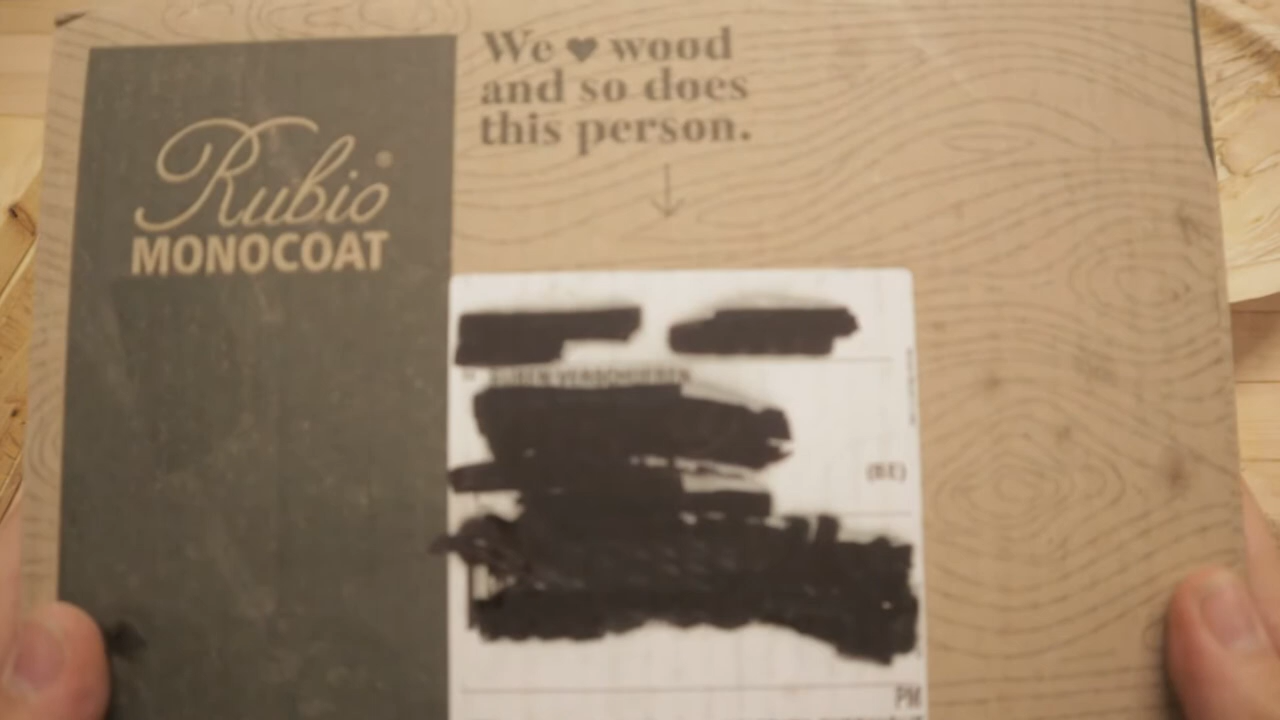 We ♥ wood
and so does
this person.
Rubio®
MONOCOAT
(BE)
PM